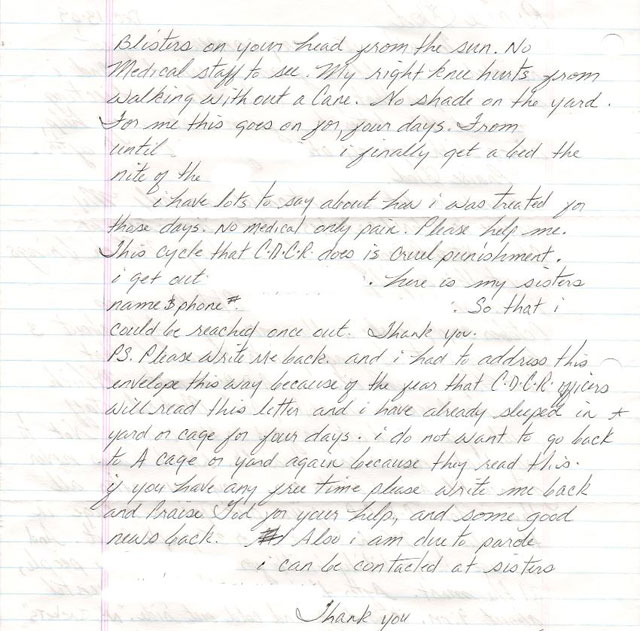 Blisters on your head from the sun. No
Medical staff to see. My right knee hurts from
walking without a Cane. No shade on the yard.
For me this goes on for, four days. From
until i finally get a bed the
nite of the
i have lots to say about how i was treated for
those days. No medical only pain. Please help me.
This cycle that C.D.C.R. does is cruel punishment.
i get out . here is my sisters
name & phone #. . So that i
could be reached once out. Thank you.
P.S. Please write me back. and i had to address this
envelope this way because of the fear that C.D.C.R. officers
will read this letter and i have already sleeped in
yard or cage for four days. i do not want to go back
to A cage or yard again because they read this.
if you have any free time please write me back
and Praise God for your help, and some good
news back. Also i am due to parole
i can be contacted at sisters
Thank you